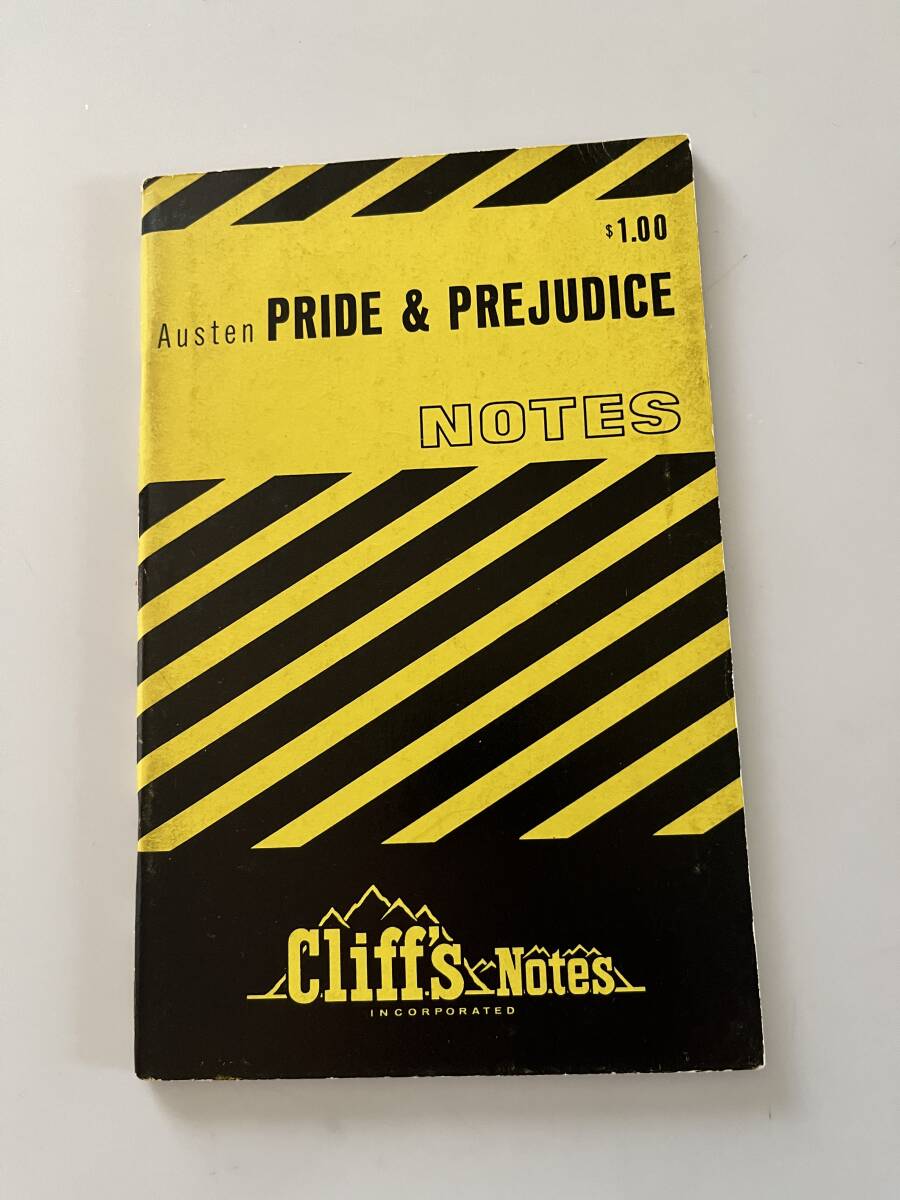 $1.00
Austen PRIDE & PREJUDICE
NOTES
Cliff's Notes
INCORPORATED